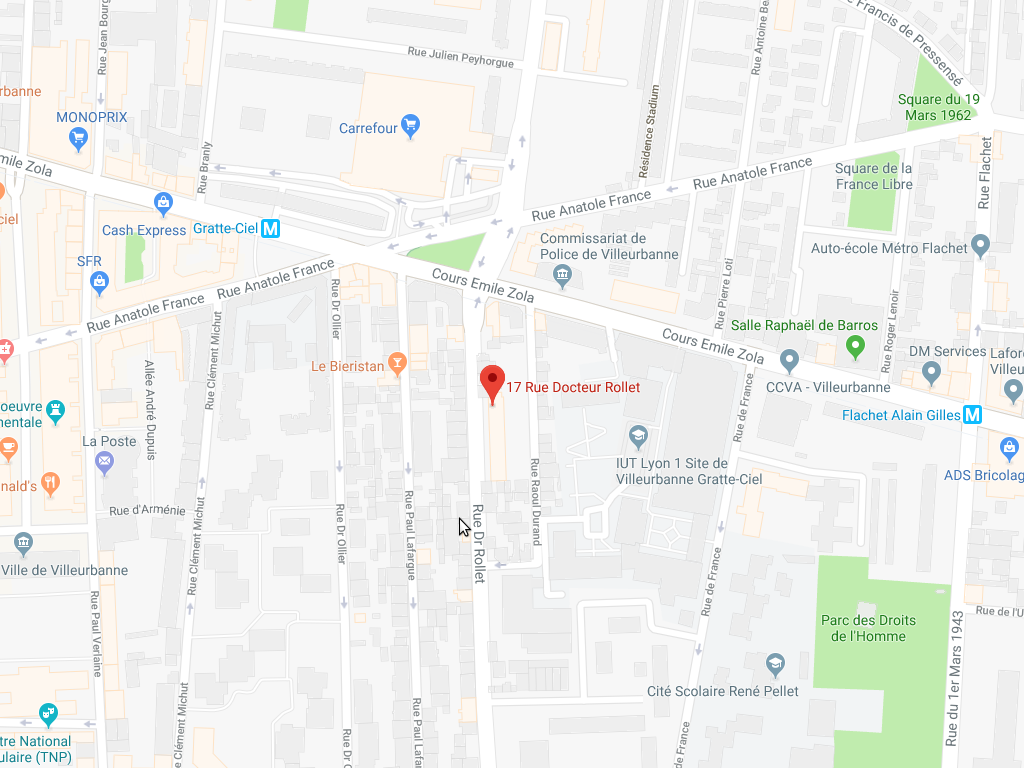 Rue Jean Bourg
Rue Julien Peyhorgue
Rue Antoine Be
e Francis de Pressensé
urbanne
MONOPRIX
Carrefour
Résidence Stadium
Square du 19
Mars 1962
mile Zola
Rue Branly
Rue Anatole France
Rue Anatole France
Square de la
France Libre
Rue Flachet
ciel
Cash Express
Gratte-Ciel
M
Commissariat de
Police de Villeurbanne
Auto-école Métro Flachet
SFR
Rue Anatole France
Rue Anatole France
Cours Emile Zola
Rue Dr Ollier
Rue Pierre Loti
Rue Roger Lenoir
Salle Raphaël de Barros
Cours Emile Zola
Rue Clément Michut
Allée André Dupuis
Le Bieristan
17 Rue Docteur Rollet
DM Services
Lafor
Villeu
CCVA - Villeurbanne
Rue de France
Flachet Alain Gilles
M
oeuvre
mentale
La Poste
IUT Lyon 1 Site de
Villeurbanne Gratte-Ciel
ADS Bricolag
nald's
Rue d'Arménie
Rue Clément Michut
Rue Dr Ollier
Rue Paul Lafargue
Rue Dr Rollet
Rue Raoul Durand
Ville de Villeurbanne
Rue Paul Verlaine
Rue de France
Parc des Droits
de l'Homme
Rue de l'U
Rue du 1er Mars 1943
Cité Scolaire René Pellet
e Clément Michut
Rue Dr O
Rue Paul Lafar
de France
tre National
ulaire (TNP)